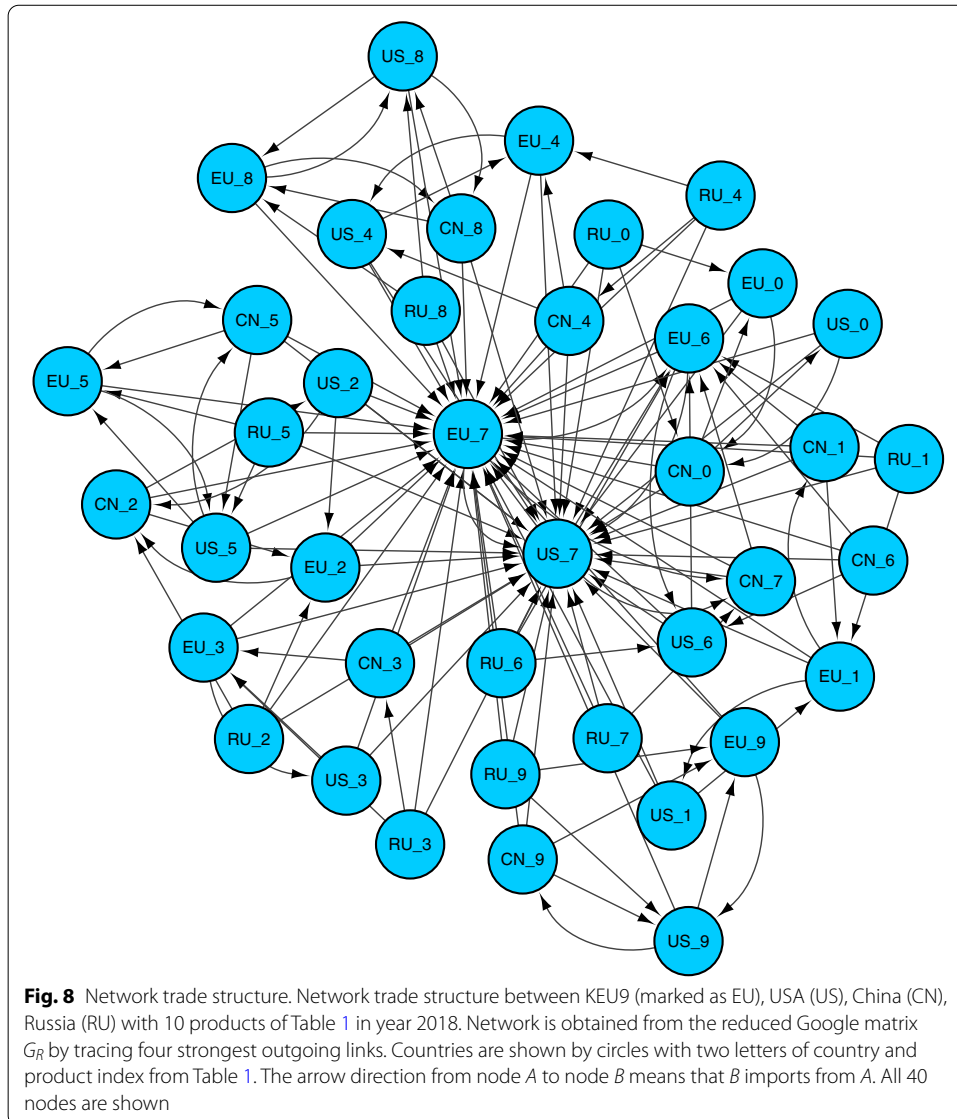 US_8
EU_4
EU_8
RU_4
US_4
CN_8
RU_0
EU_0
RU_8
CN_4
CN_5
US_0
EU_6
EU_5
US_2
RU_5
EU_7
CN_1
RU_1
CN_0
CN_2
US_5
US_7
EU_2
CN_6
CN_7
EU_3
CN_3
RU_6
US_6
EU_1
RU_2
RU_7
EU_9
US_3
RU_9
US_1
RU_3
CN_9
US_9
Fig. 8 Network trade structure. Network trade structure between KEU9 (marked as EU), USA (US), China (CN),
Russia (RU) with 10 products of Table 1 in year 2018. Network is obtained from the reduced Google matrix
G_R by tracing four strongest outgoing links. Countries are shown by circles with two letters of country and
product index from Table 1. The arrow direction from node A to node B means that B imports from A. All 40
nodes are shown